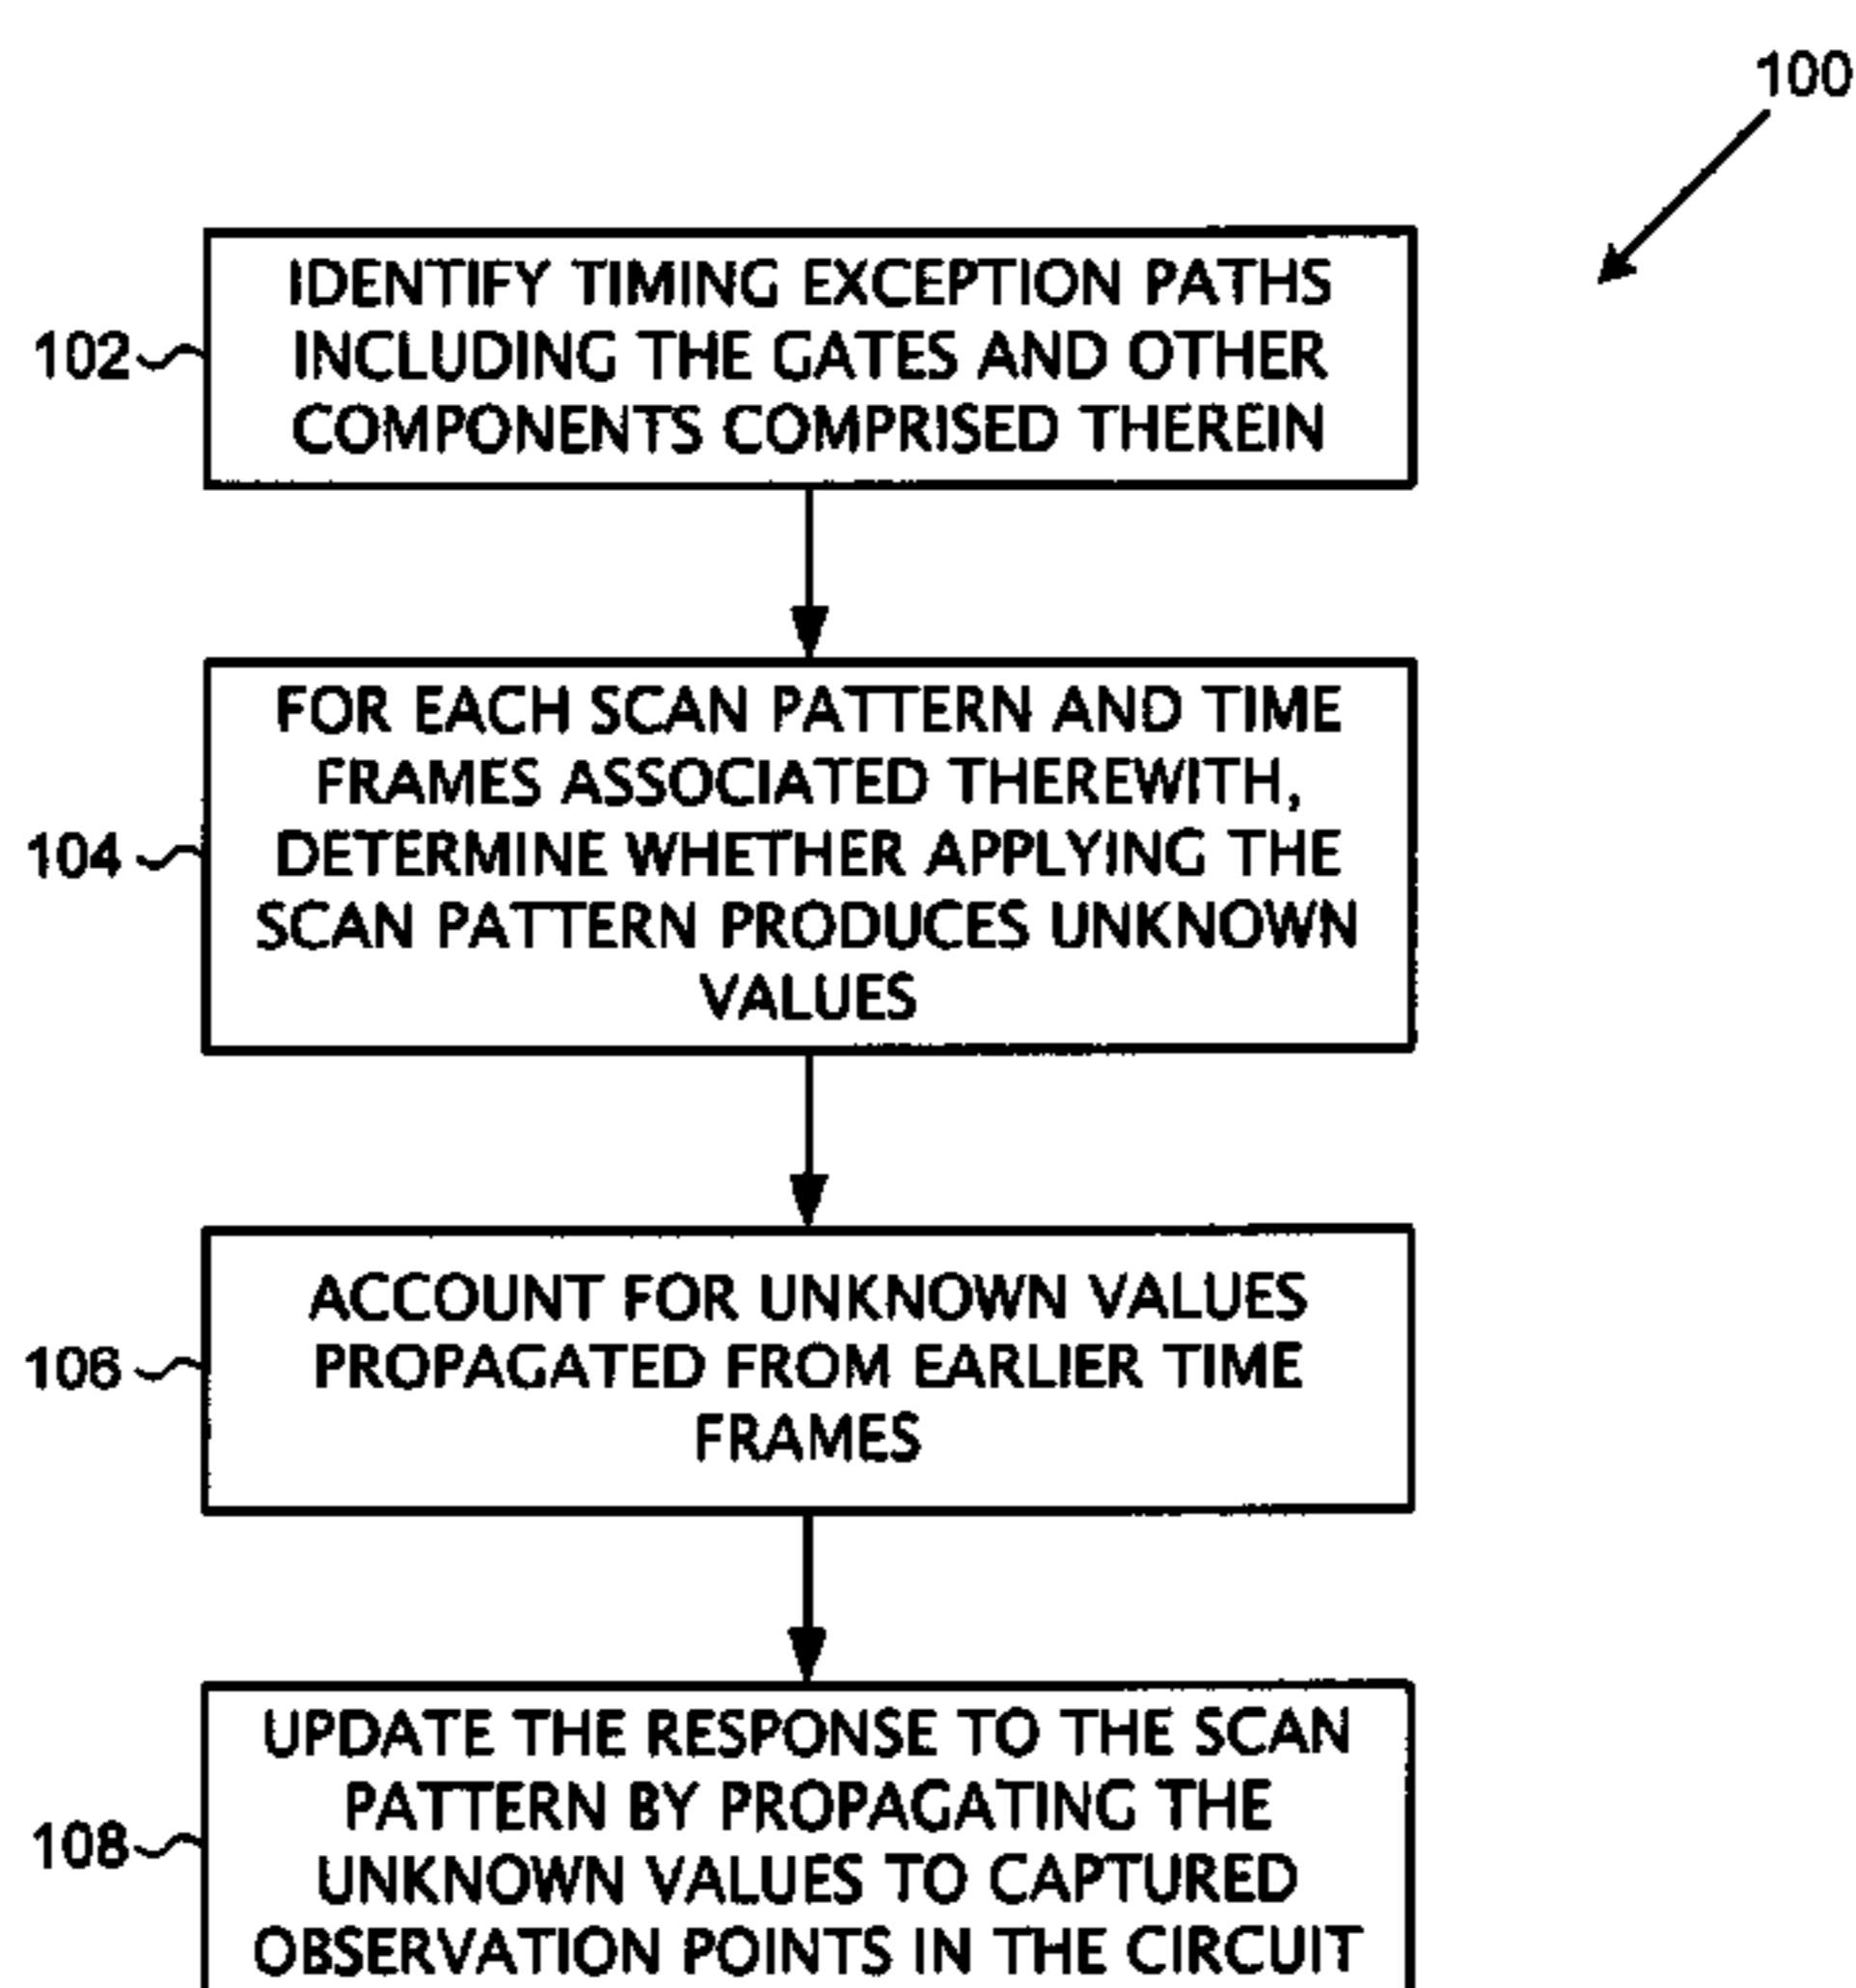 100
IDENTIFY TIMING EXCEPTION PATHS
INCLUDING THE GATES AND OTHER
COMPONENTS COMPRISED THEREIN
102
FOR EACH SCAN PATTERN AND TIME
FRAMES ASSOCIATED THEREWITH,
DETERMINE WHETHER APPLYING THE
SCAN PATTERN PRODUCES UNKNOWN
VALUES
104
ACCOUNT FOR UNKNOWN VALUES
PROPAGATED FROM EARLIER TIME
FRAMES
106
UPDATE THE RESPONSE TO THE SCAN
PATTERN BY PROPAGATING THE
UNKNOWN VALUES TO CAPTURED
OBSERVATION POINTS IN THE CIRCUIT
108